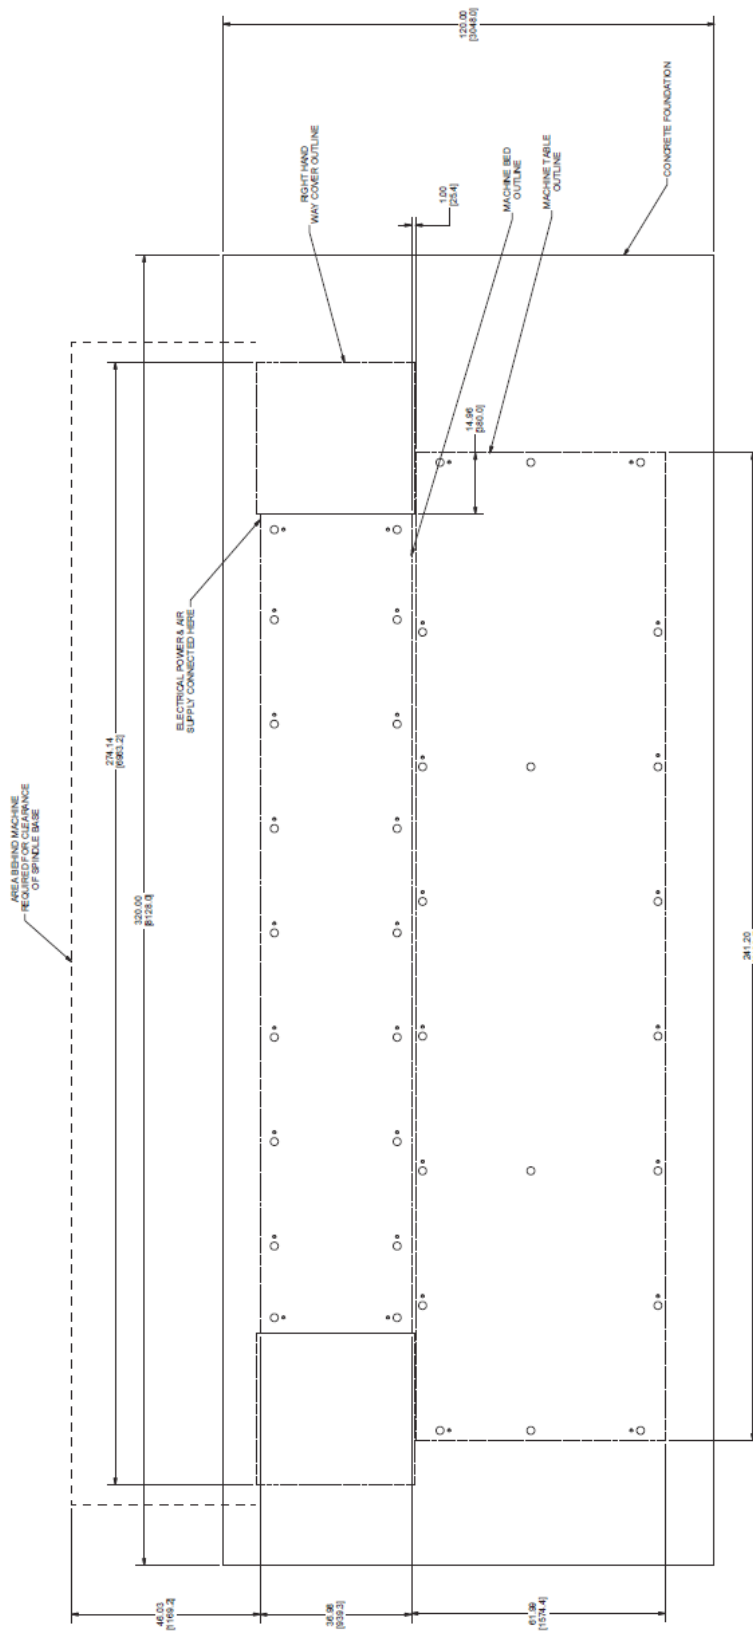 AREA BEHIND MACHINE
REQUIRED FOR CLEARANCE
OF SPINDLE BASE
320.00
[8128.0]
274.14
[6963.2]
ELECTRICAL POWER & AIR
SUPPLY CONNECTED HERE
RIGHT HAND
WAY COVER OUTLINE
120.00
[3048.0]
1.00
[25.4]
MACHINE BED
OUTLINE
MACHINE TABLE
OUTLINE
CONCRETE FOUNDATION
14.96
[380.0]
46.03
[1169.2]
36.98
[939.3]
61.99
[1574.4]
241.20